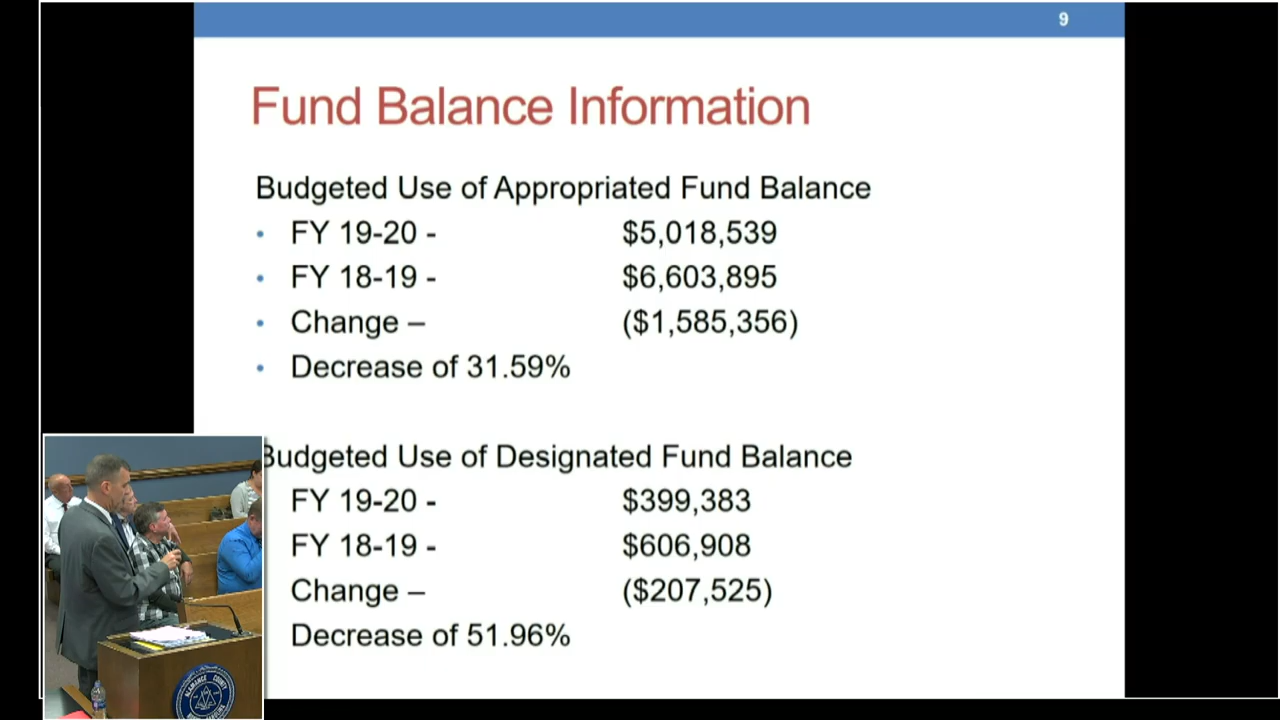 9
Fund Balance Information
Budgeted Use of Appropriated Fund Balance
• FY 19-20 - $5,018,539
• FY 18-19 - $6,603,895
• Change – ($1,585,356)
• Decrease of 31.59%
Budgeted Use of Designated Fund Balance
FY 19-20 - $399,383
FY 18-19 - $606,908
Change – ($207,525)
Decrease of 51.96%
ALAMANCE COUNTY